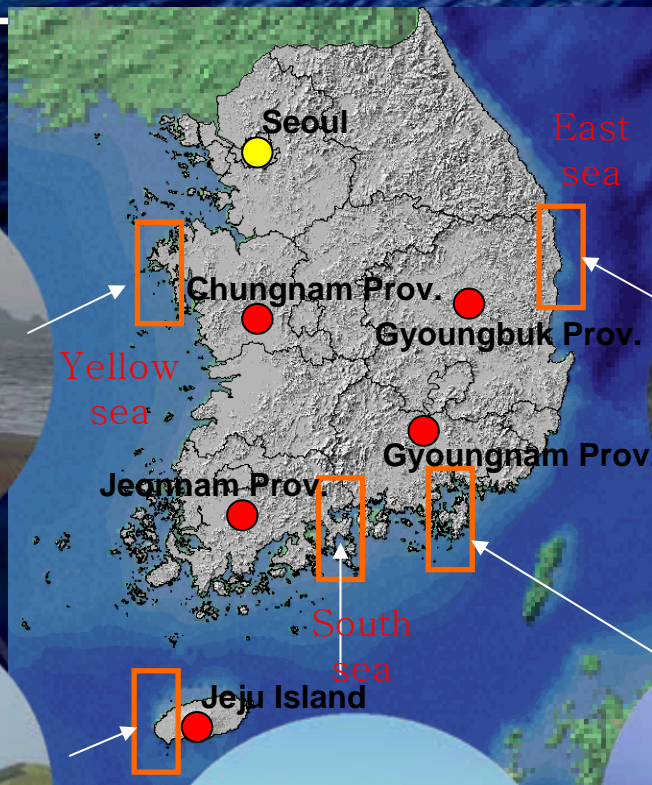 Seoul
East
sea
Chungnam Prov.
Gyoungbuk Prov.
Yellow
sea
Gyoungnam Prov.
Jeonnam Prov.
South
sea
Jeju Island